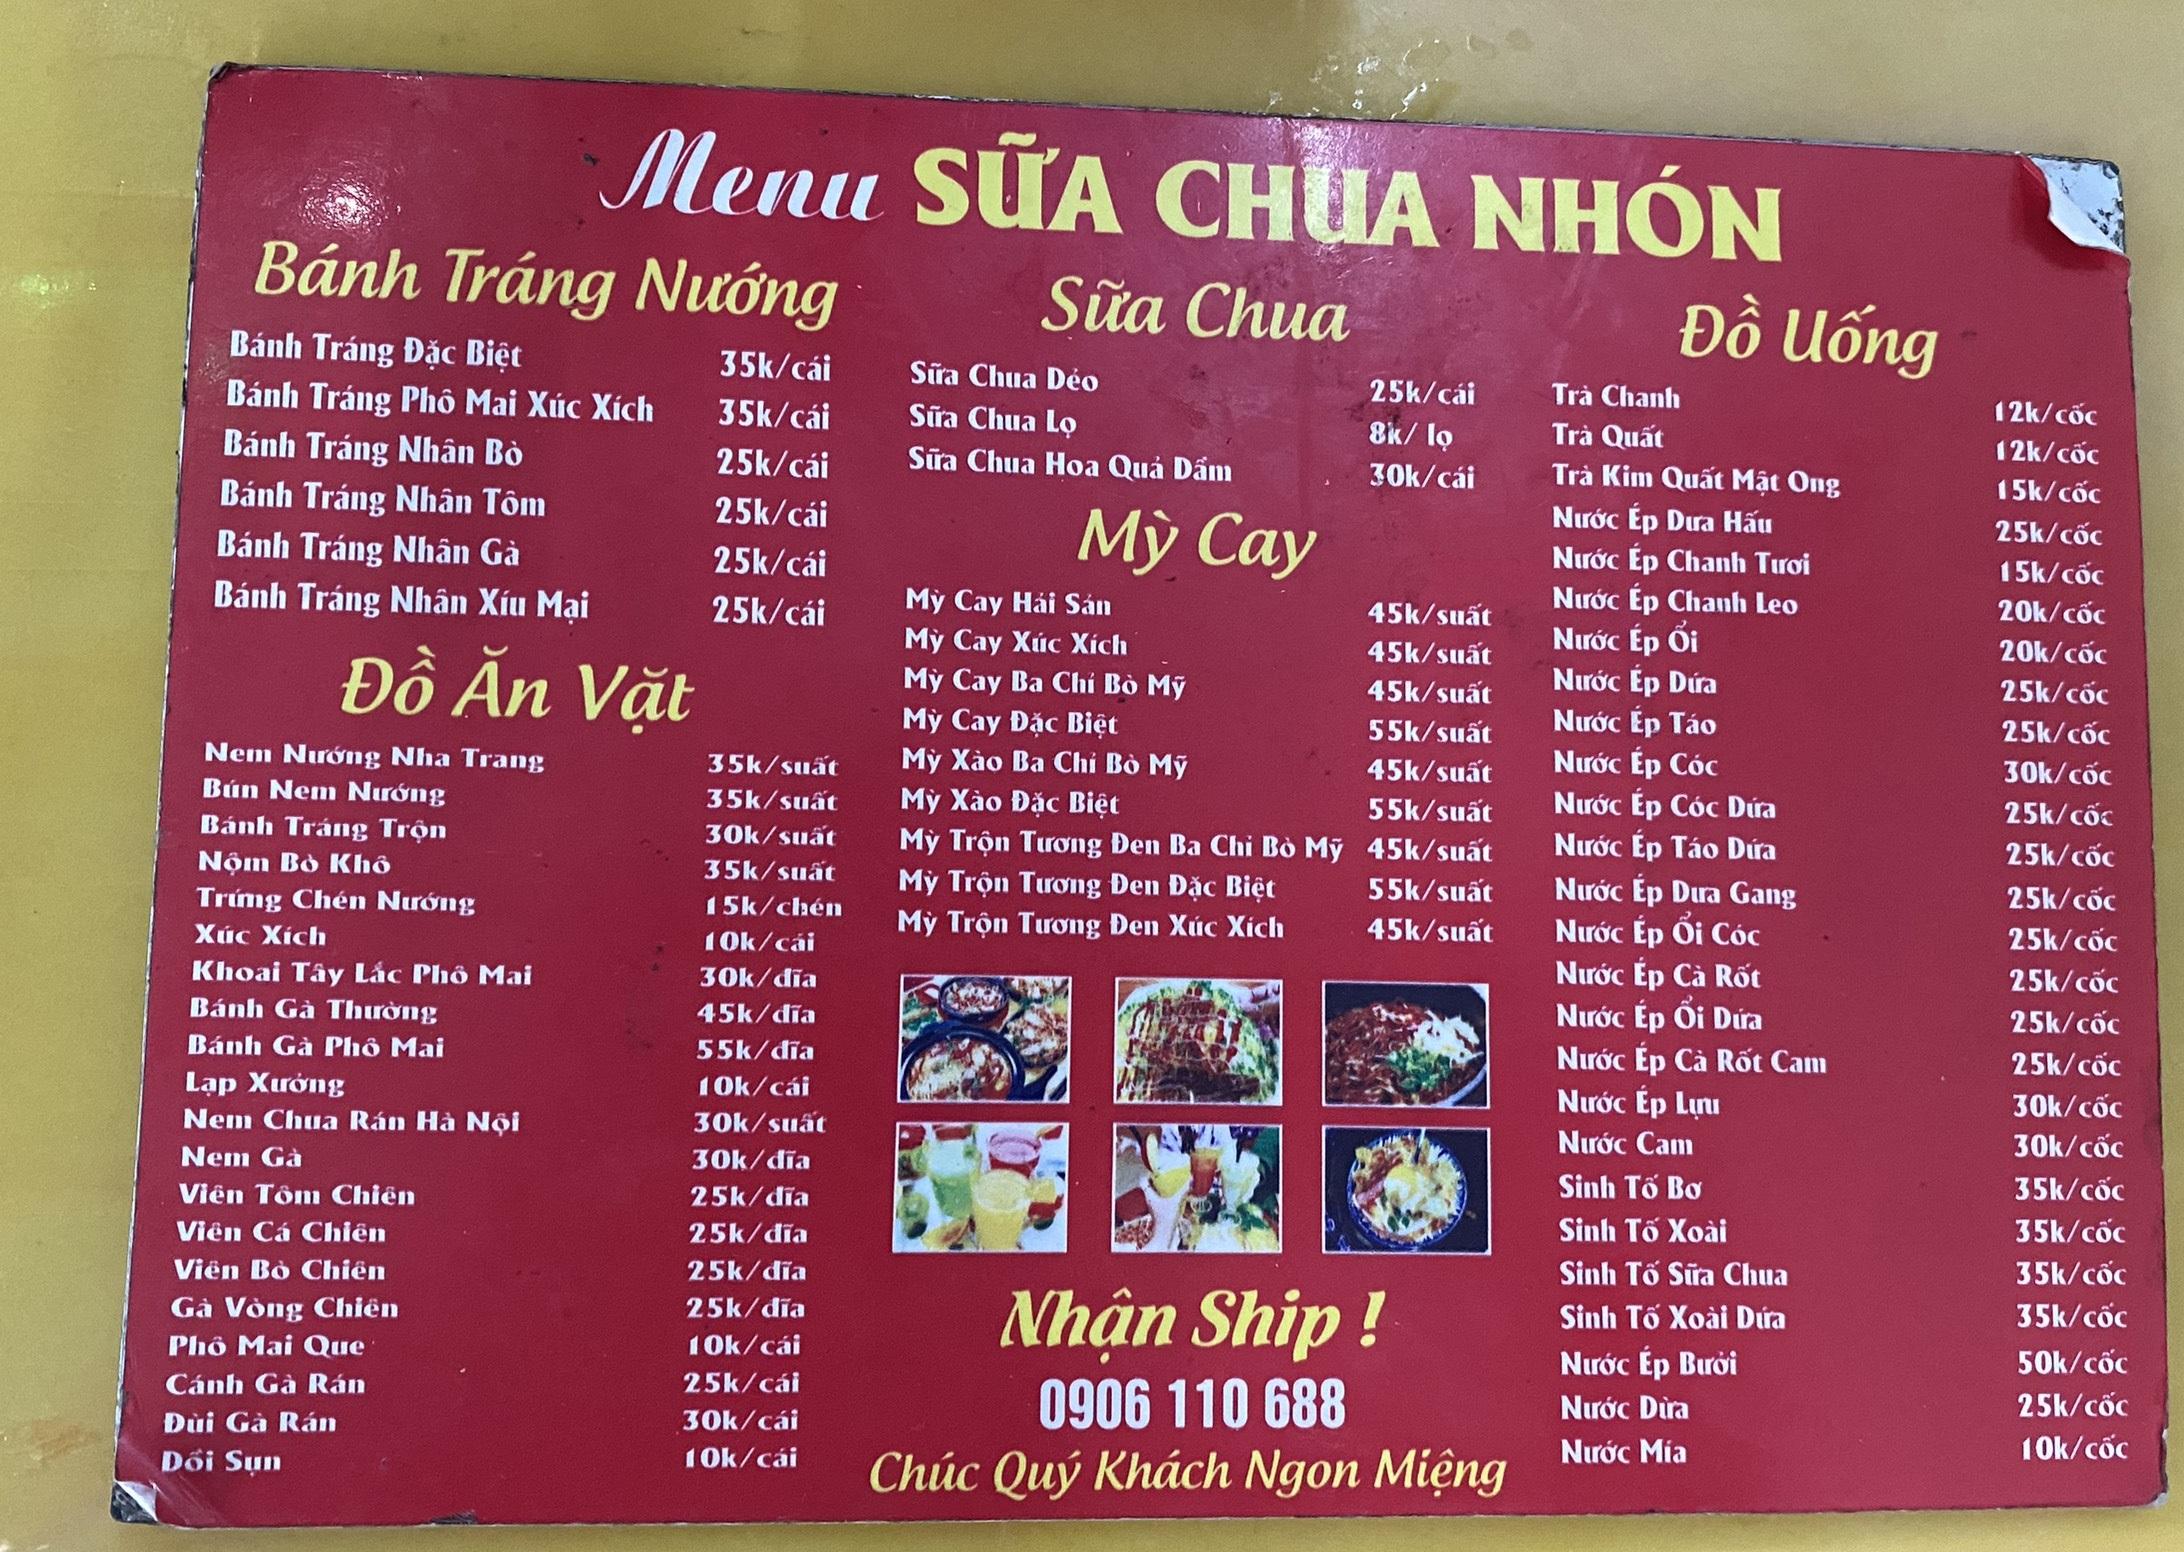 Menu SỮA CHUA NHÓN
Bánh Tráng Nướng
Bánh Tráng Đặc Biệt 35k/cái
Bánh Tráng Phô Mai Xúc Xích 35k/cái
Bánh Tráng Nhân Bò 25k/cái
Bánh Tráng Nhân Tôm 25k/cái
Bánh Tráng Nhân Gà 25k/cái
Bánh Tráng Nhân Xíu Mại 25k/cái
Đồ Ăn Vặt
Nem Nướng Nha Trang 35k/suất
Bún Nem Nướng 35k/suất
Bánh Tráng Trộn 30k/suất
Nộm Bò Khô 35k/suất
Trứng Chén Nướng 15k/chén
Xúc Xích 10k/cái
Khoai Tây Lắc Phô Mai 30k/đĩa
Bánh Gà Thường 45k/đĩa
Bánh Gà Phô Mai 55k/đĩa
Lạp Xưởng 10k/cái
Nem Chua Rán Hà Nội 30k/suất
Nem Gà 30k/đĩa
Viên Tôm Chiên 25k/đĩa
Viên Cá Chiên 25k/đĩa
Viên Bò Chiên 25k/đĩa
Gà Vòng Chiên 25k/đĩa
Phô Mai Que 10k/cái
Cánh Gà Rán 25k/cái
Đùi Gà Rán 30k/cái
Dồi Sụn 10k/cái
Sữa Chua
Sữa Chua Dẻo 25k/cái
Sữa Chua Lọ 8k/ lọ
Sữa Chua Hoa Quả Dầm 30k/cái
Mỳ Cay
Mỳ Cay Hải Sản 45k/suất
Mỳ Cay Xúc Xích 45k/suất
Mỳ Cay Ba Chỉ Bò Mỹ 45k/suất
Mỳ Cay Đặc Biệt 55k/suất
Mỳ Xào Ba Chỉ Bò Mỹ 45k/suất
Mỳ Xào Đặc Biệt 55k/suất
Mỳ Trộn Tương Đen Ba Chỉ Bò Mỹ 45k/suất
Mỳ Trộn Tương Đen Đặc Biệt 55k/suất
Mỳ Trộn Tương Đen Xúc Xích 45k/suất
Nhận Ship !
0906 110 688
Chúc Quý Khách Ngon Miệng
Đồ Uống
Trà Chanh 12k/cốc
Trà Quất 12k/cốc
Trà Kim Quất Mật Ong 15k/cốc
Nước Ép Dưa Hấu 25k/cốc
Nước Ép Chanh Tươi 15k/cốc
Nước Ép Chanh Leo 20k/cốc
Nước Ép Ổi 20k/cốc
Nước Ép Dứa 25k/cốc
Nước Ép Táo 25k/cốc
Nước Ép Cóc 30k/cốc
Nước Ép Cóc Dứa 25k/cốc
Nước Ép Táo Dứa 25k/cốc
Nước Ép Dưa Gang 25k/cốc
Nước Ép Ổi Cóc 25k/cốc
Nước Ép Cà Rốt 25k/cốc
Nước Ép Ổi Dứa 25k/cốc
Nước Ép Cà Rốt Cam 25k/cốc
Nước Ép Lựu 30k/cốc
Nước Cam 30k/cốc
Sinh Tố Bơ 35k/cốc
Sinh Tố Xoài 35k/cốc
Sinh Tố Sữa Chua 35k/cốc
Sinh Tố Xoài Dứa 35k/cốc
Nước Ép Bưởi 50k/cốc
Nước Dừa 25k/cốc
Nước Mía 10k/cốc